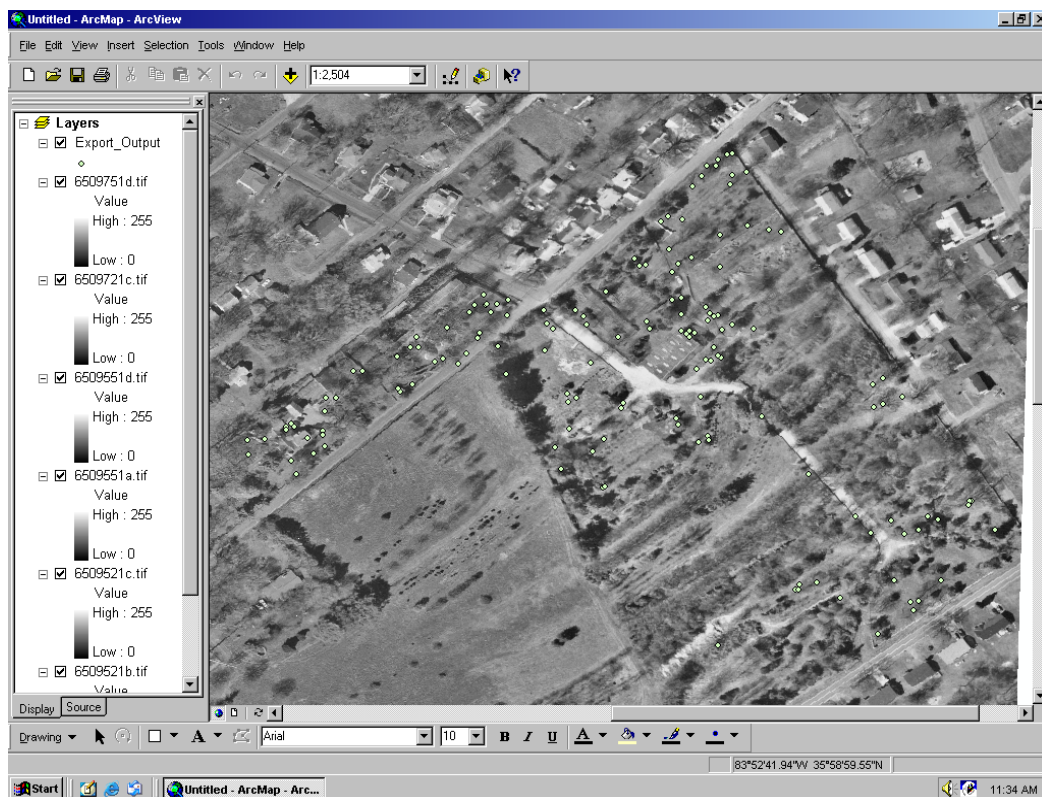 Untitled - ArcMap - ArcView
File Edit View Insert Selection Tools Window Help
1:2,504
Layers
Export_Output
6509751d.tif
Value
High : 255
Low : 0
6509721c.tif
Value
High : 255
Low : 0
6509551d.tif
Value
High : 255
Low : 0
6509551a.tif
Value
High : 255
Low : 0
6509521c.tif
Value
High : 255
Low : 0
6509521b.tif
Value
Display Source
Drawing A Arial 10 B I U A
83°52'41.94"W 35°58'59.55"N
Start Untitled - ArcMap - Arc... 11:34 AM